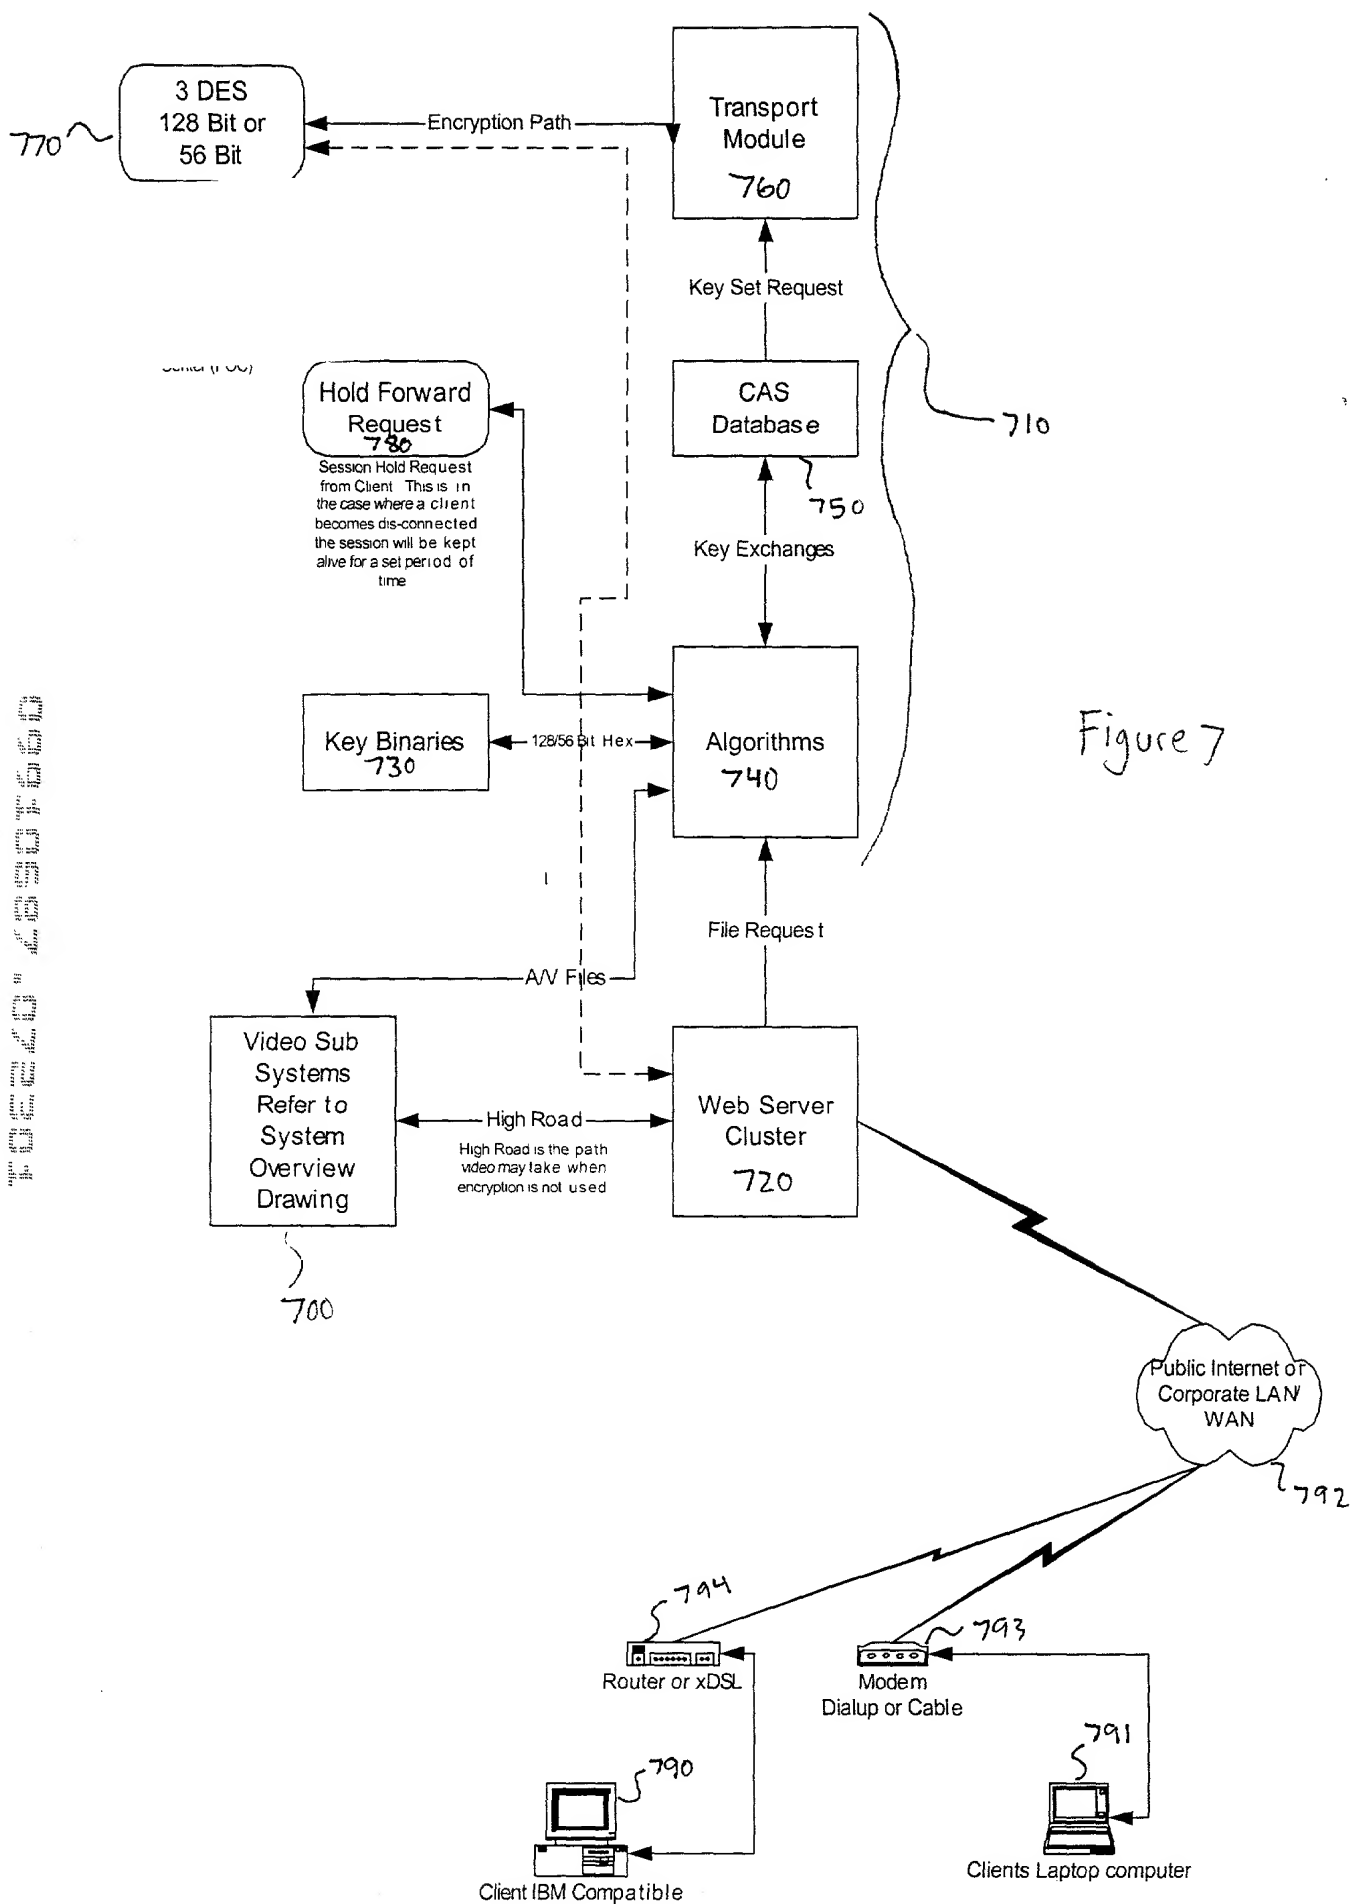 3 DES
128 Bit or
56 Bit
770
Encryption Path
Transport
Module
760
Key Set Request
Hold Forward
Request
780
Session Hold Request
from Client This is in
the case where a client
becomes dis-connected
the session will be kept
alive for a set period of
time
CAS
Database
750
710
Key Exchanges
Key Binaries
730
128/56 Bit Hex
Algorithms
740
Figure 7
File Request
A/V Files
Video Sub
Systems
Refer to
System
Overview
Drawing
700
High Road
High Road is the path
video may take when
encryption is not used
Web Server
Cluster
720
Public Internet or
Corporate LAN/
WAN
792
794
Router or xDSL
793
Modem
Dialup or Cable
790
Client IBM Compatible
791
Clients Laptop computer